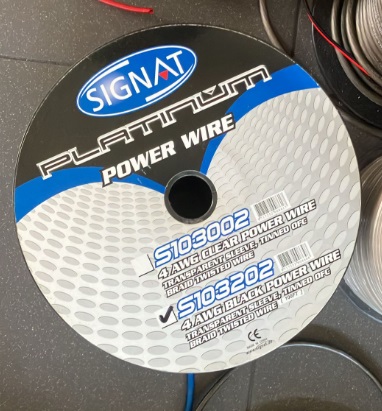 SIGNAT
PLATINUM
POWER WIRE
S103002
4 AWG CLEAR POWER WIRE
TRANSPARENT SLEEVE, TINNED OFC
BRAID TWISTED WIRE
S103202
4 AWG BLACK POWER WIRE
TRANSPARENT SLEEVE, TINNED OFC
BRAID TWISTED WIRE
CE